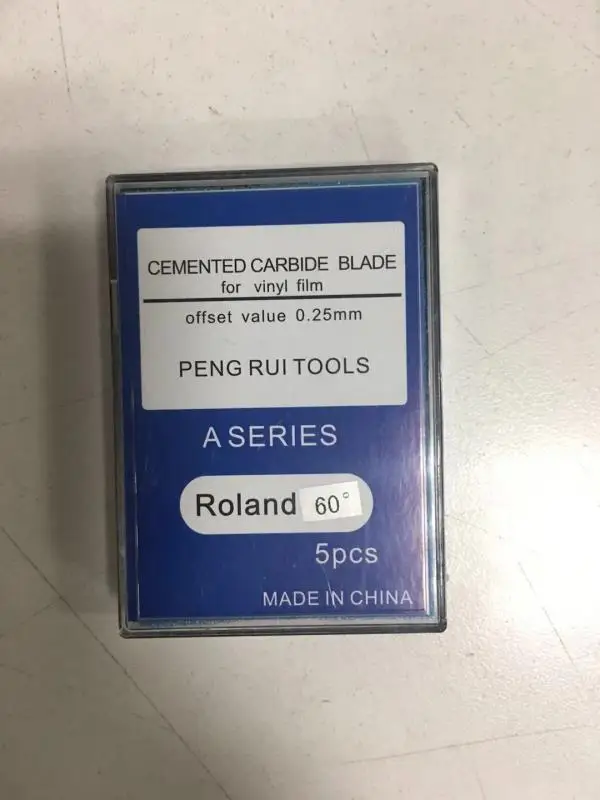 CEMENTED CARBIDE BLADE
for vinyl film
offset value 0.25mm
PENG RUI TOOLS
A SERIES
Roland 60°
5pcs
MADE IN CHINA